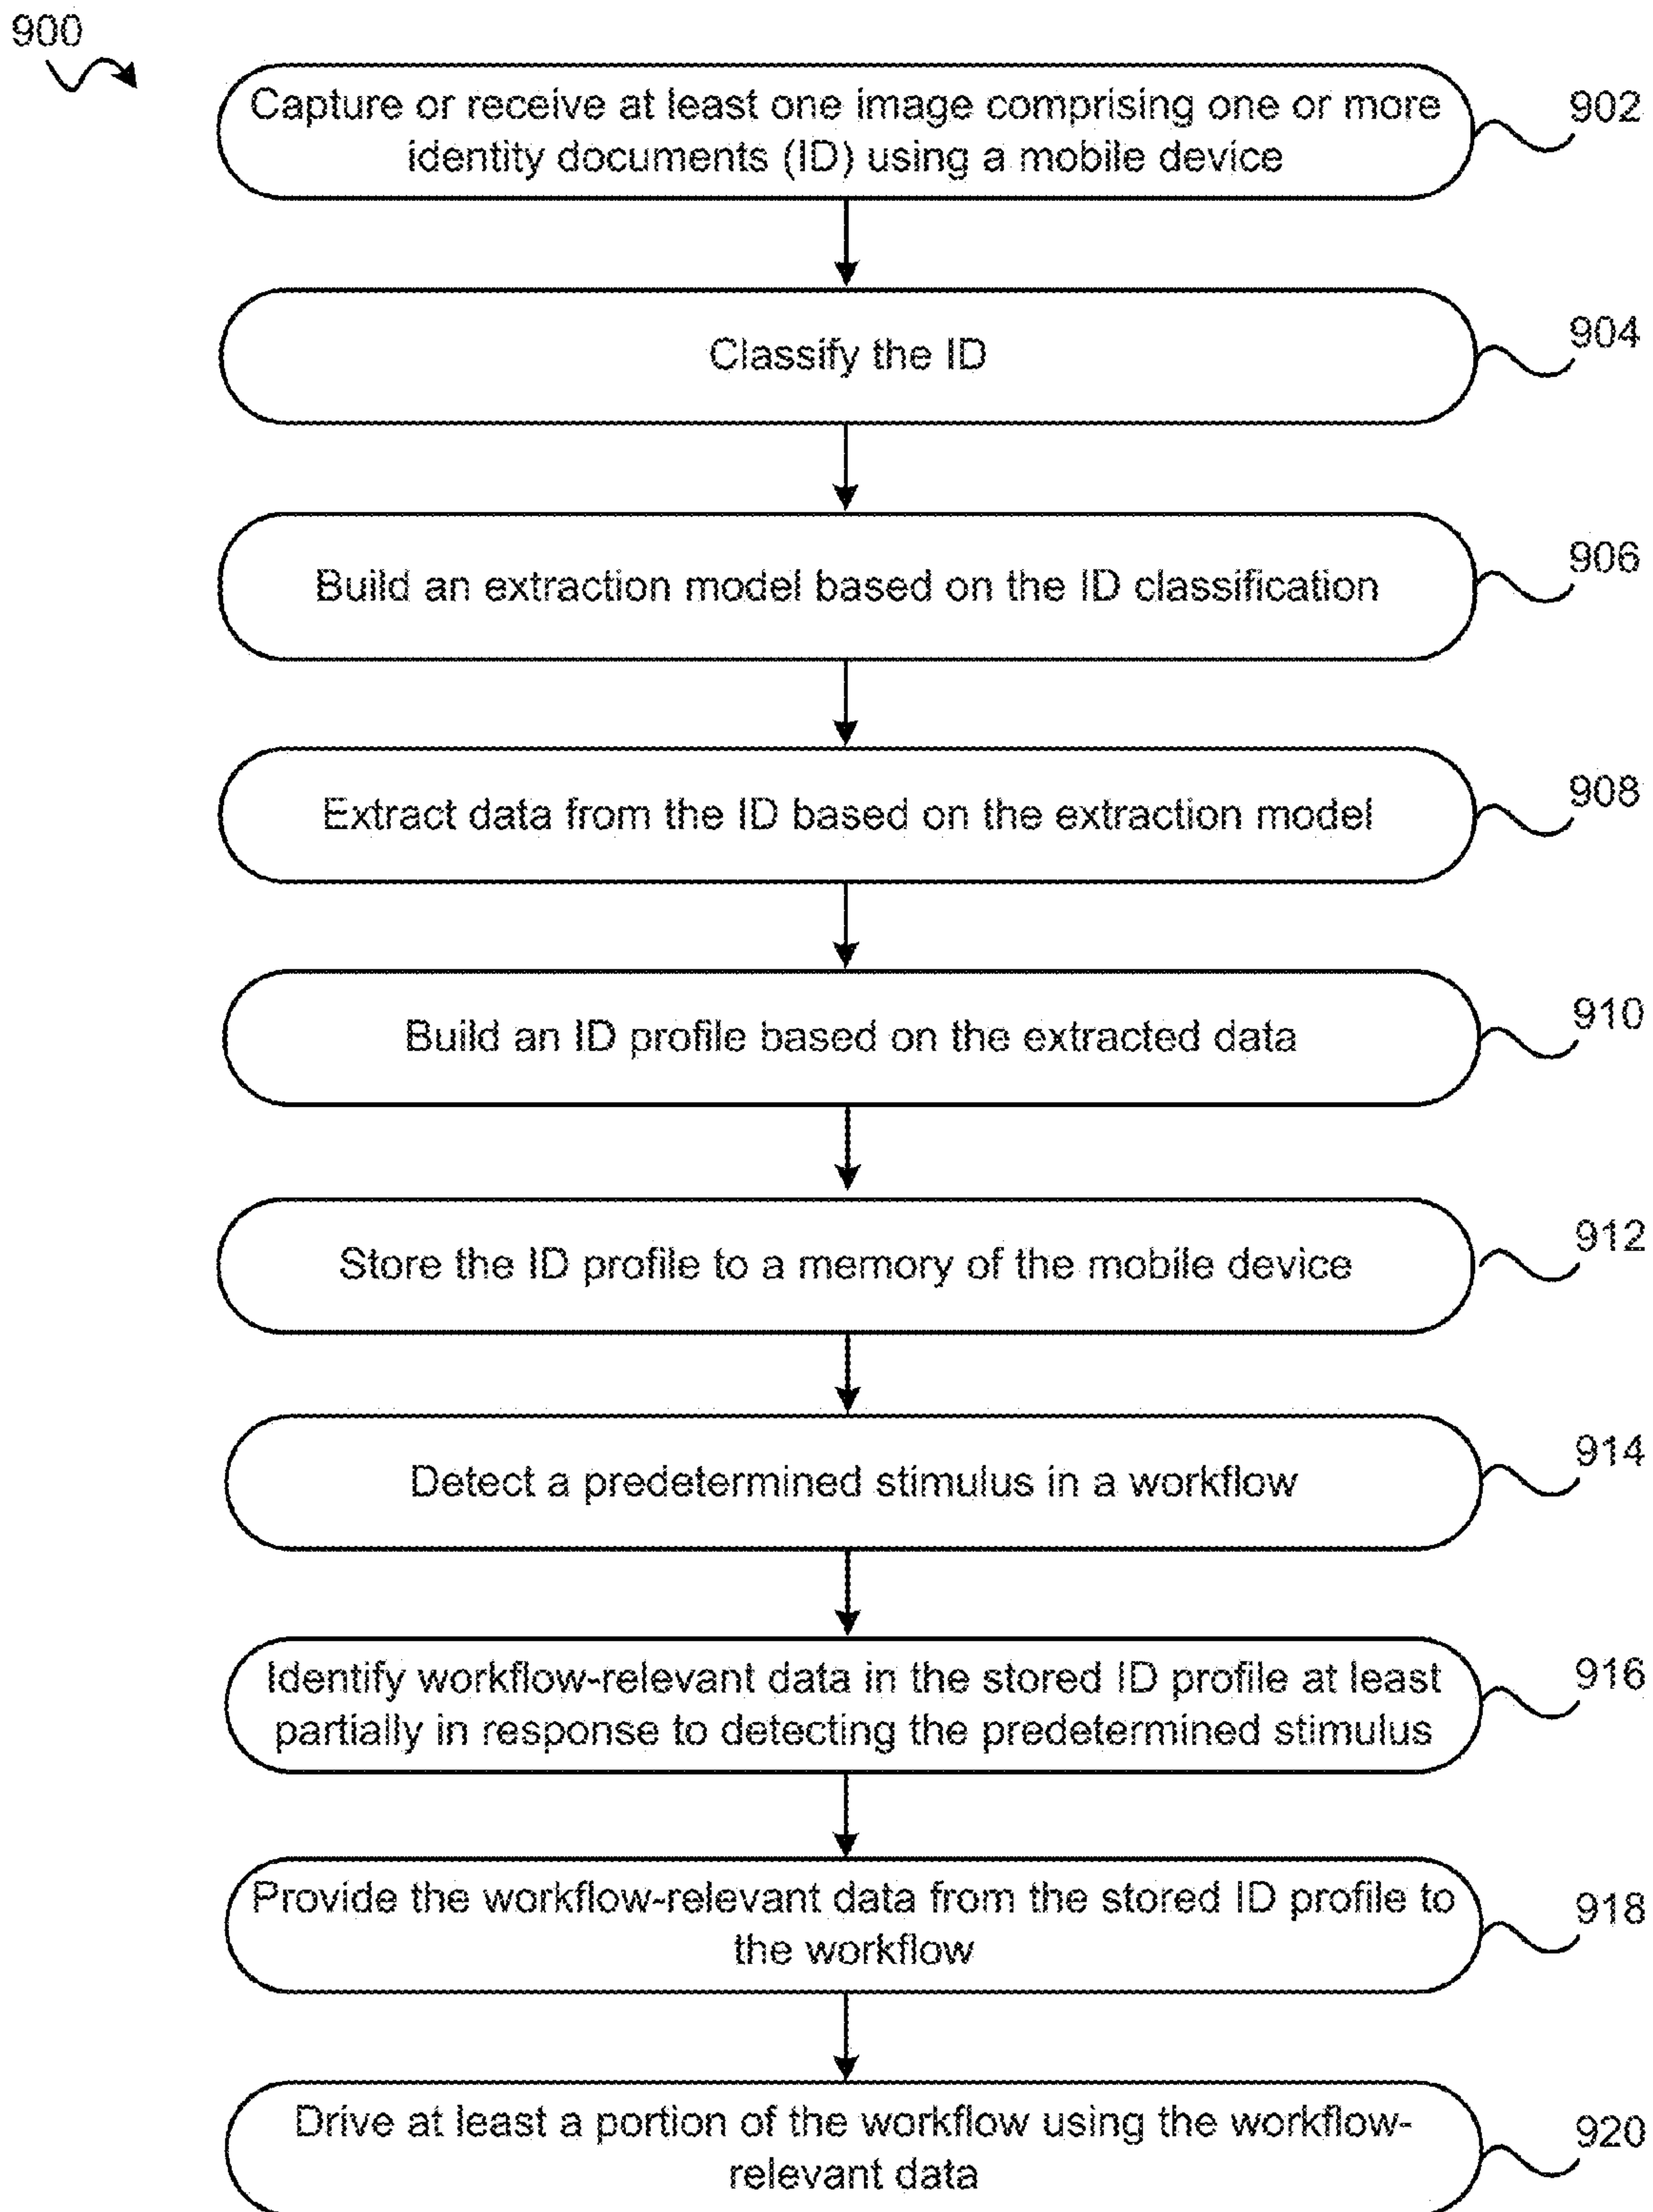 900
Capture or receive at least one image comprising one or more
identity documents (ID) using a mobile device
902
Classify the ID
904
Build an extraction model based on the ID classification
906
Extract data from the ID based on the extraction model
908
Build an ID profile based on the extracted data
910
Store the ID profile to a memory of the mobile device
912
Detect a predetermined stimulus in a workflow
914
Identify workflow-relevant data in the stored ID profile at least
partially in response to detecting the predetermined stimulus
916
Provide the workflow-relevant data from the stored ID profile to
the workflow
918
Drive at least a portion of the workflow using the workflow-
relevant data
920